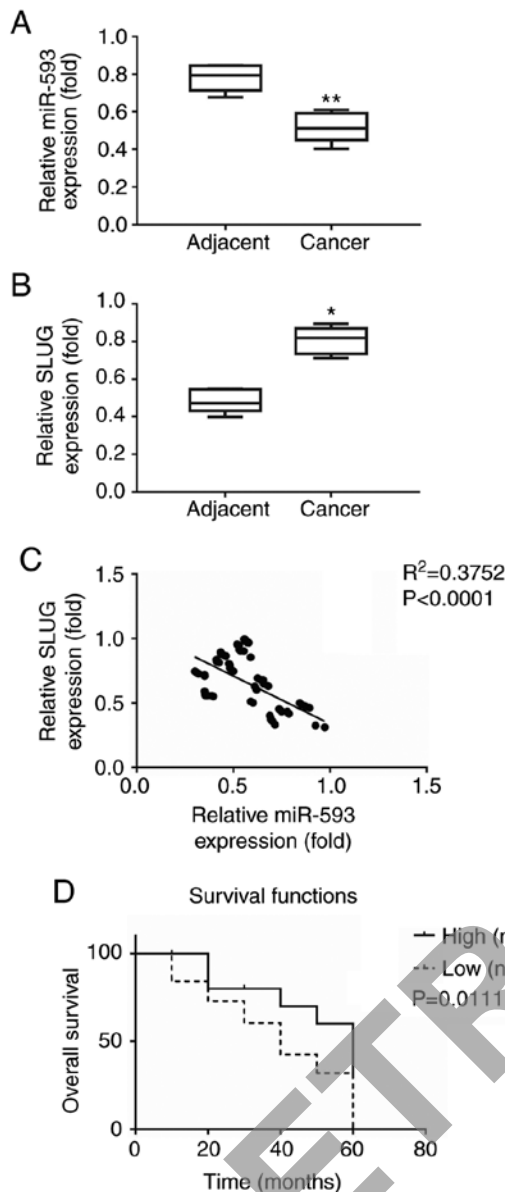 A
Relative miR-593
expression (fold)
1.0
0.8
0.6
0.4
0.2
0.0
**
Adjacent
Cancer
B
Relative SLUG
expression (fold)
1.0
0.8
0.6
0.4
0.2
0.0
*
Adjacent
Cancer
C
R²=0.3752
P<0.0001
Relative SLUG
expression (fold)
1.5
1.0
0.5
0.0
0.0
0.5
1.0
1.5
Relative miR-593
expression (fold)
D
Survival functions
High (n
Low (n
P=0.0111
Overall survival
100
50
0
0
20
40
60
80
Time (months)
ETR